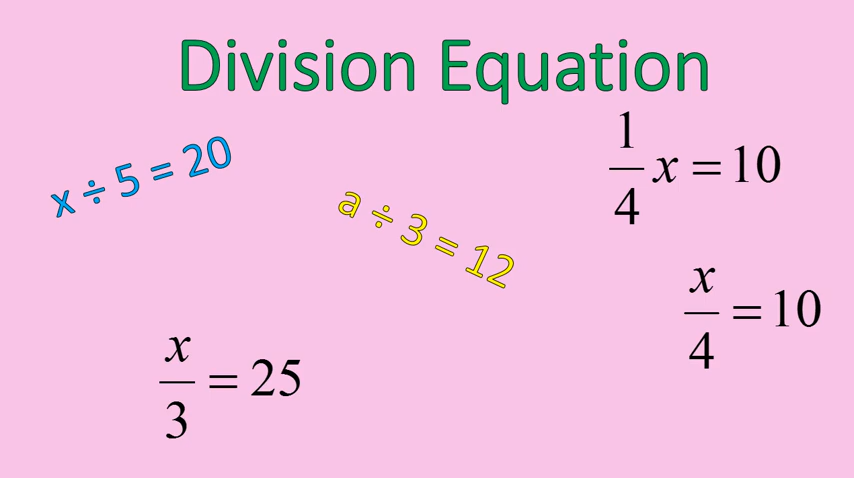 Division Equation
x ÷ 5 = 20
a ÷ 3 = 12
1/4 x = 10
x/4 = 10
x/3 = 25